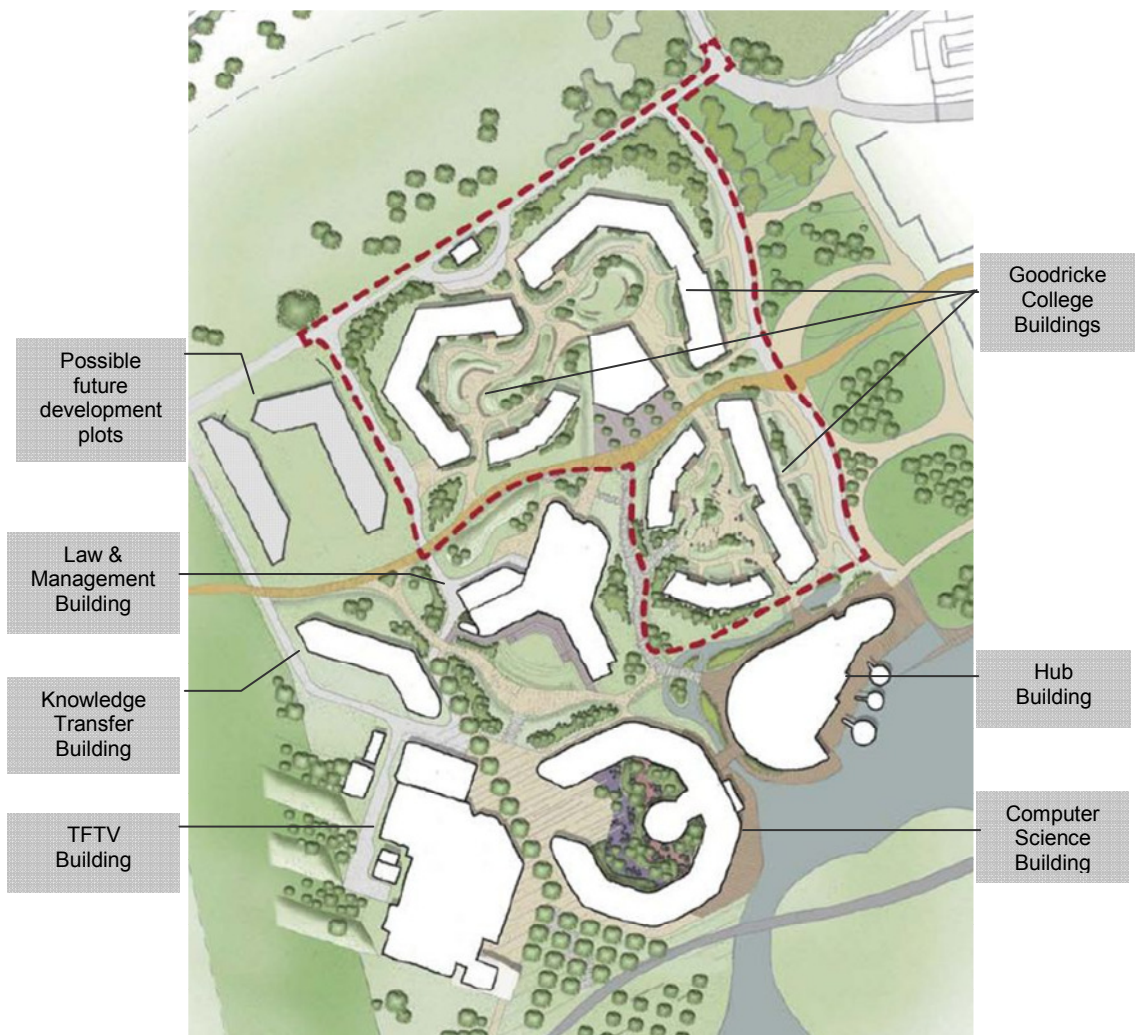 Possible
future
development
plots
Law &
Management
Building
Knowledge
Transfer
Building
TFTV
Building
Goodricke
College
Buildings
Hub
Building
Computer
Science
Building